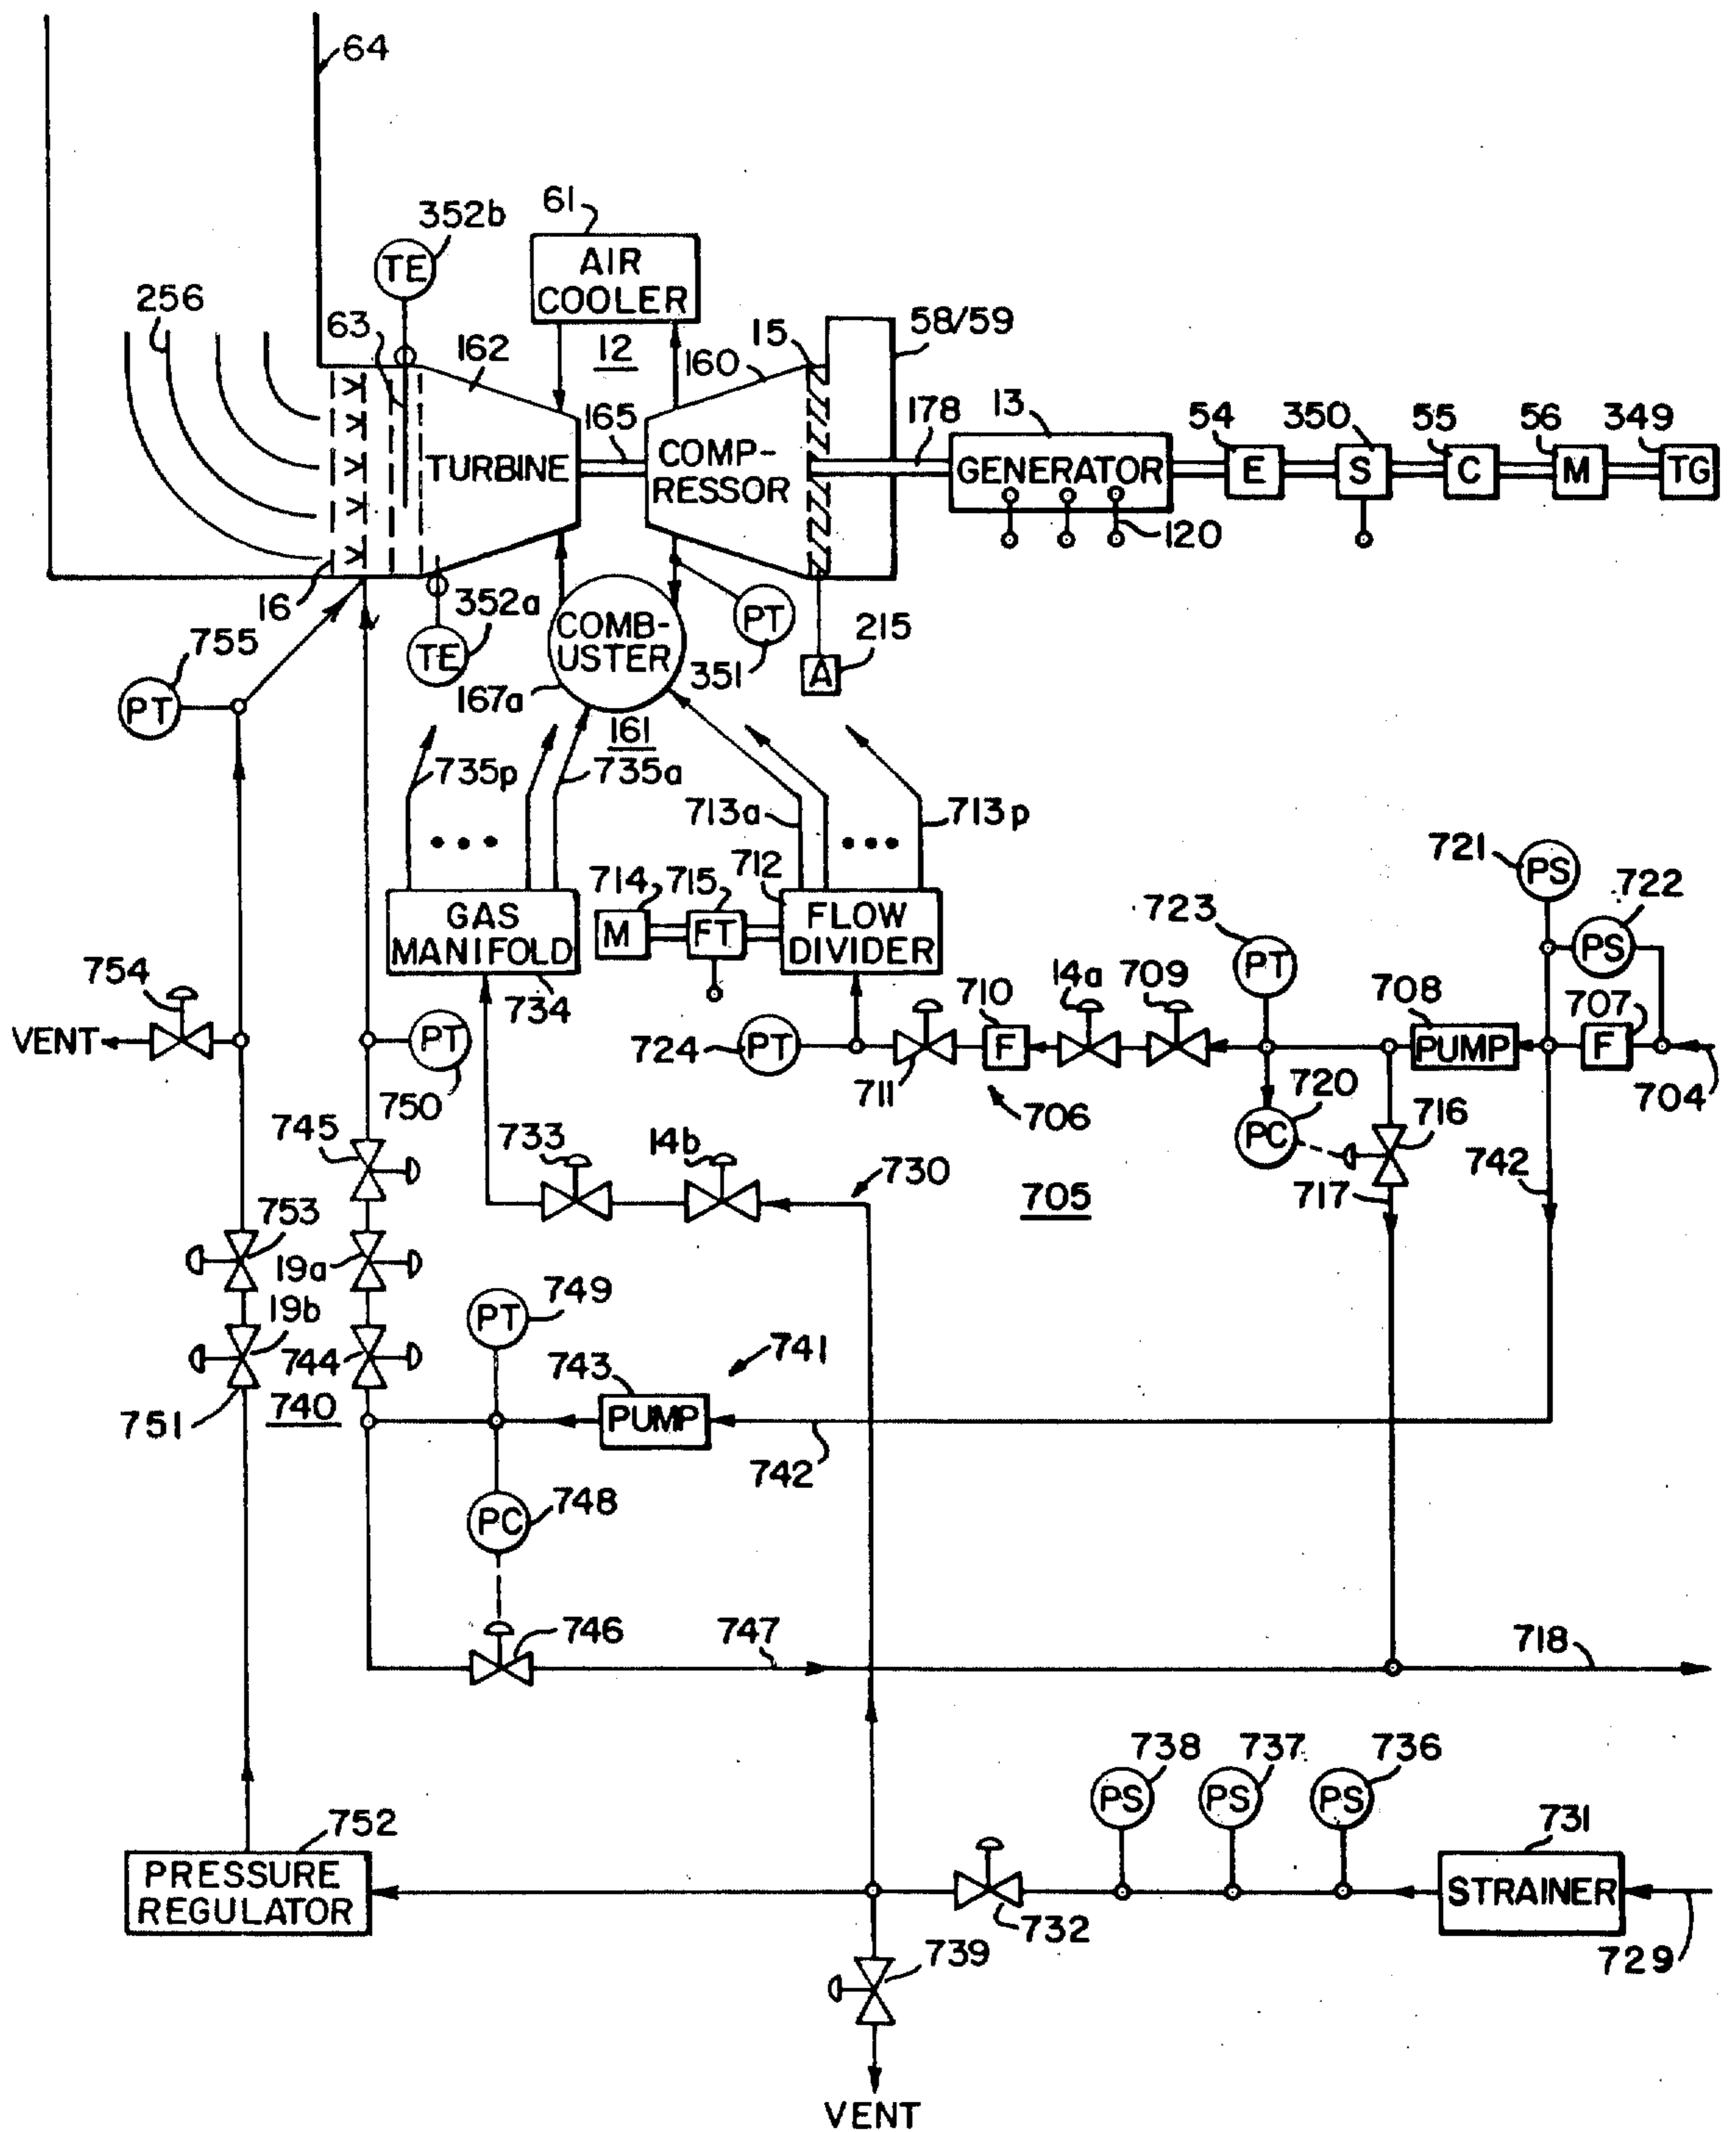 64
352b
61
TE
AIR
COOLER
256
63
162
12
160
15
58/59
165
178
13
54
350
55
56
349
TURBINE
COMP-
RESSOR
GENERATOR
E
S
C
M
TG
120
16
352a
COMB-
USTER
PT
215
755
TE
351
A
PT
167a
161
735p
735a
713a
713p
712
714
715
721
PS
722
GAS
MANIFOLD
M
FT
FLOW
DIVIDER
723
PS
754
PT
14a
709
708
707
734
710
VENT
PT
724
PT
F
PUMP
F
750
711
706
720
704
745
733
14b
PC
716
730
742
705
717
753
19a
749
19b
PT
741
744
743
751
740
PUMP
742
PC
748
746
747
718
738
737
736
752
PS
PS
PS
731
PRESSURE
REGULATOR
STRAINER
732
739
729
VENT